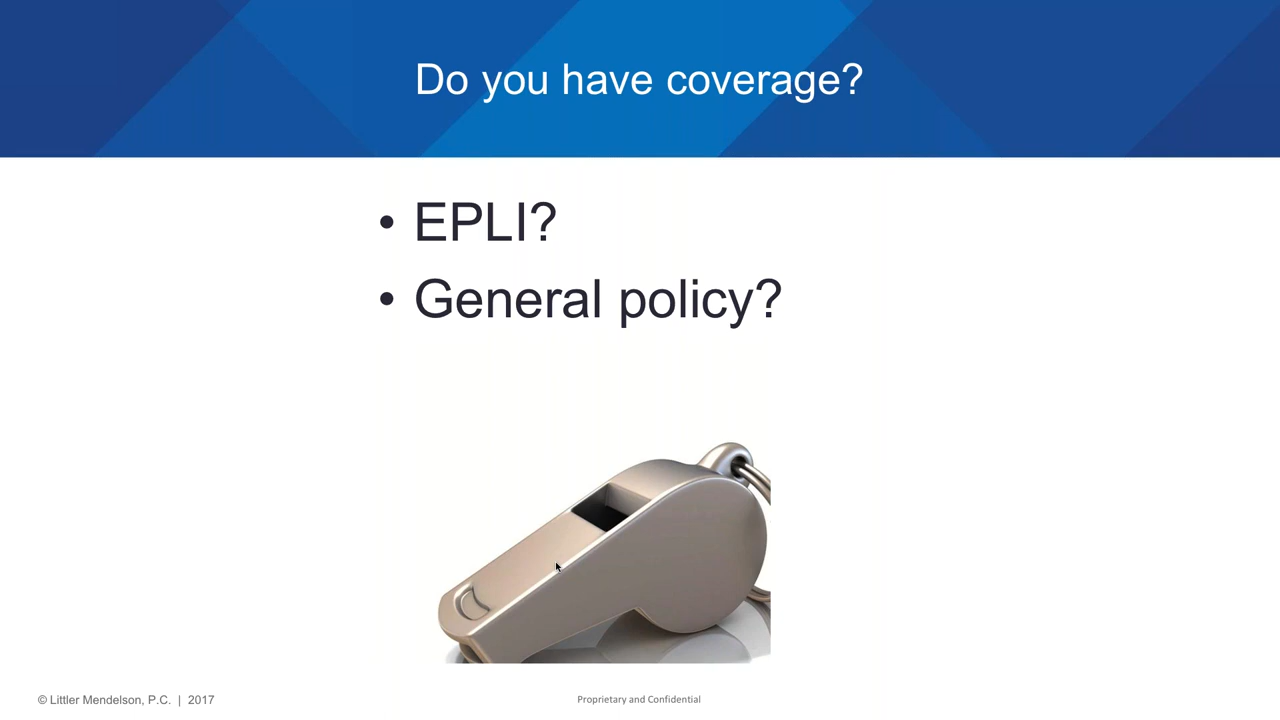 Do you have coverage?
• EPLI?
• General policy?
© Littler Mendelson, P.C. | 2017
Proprietary and Confidential